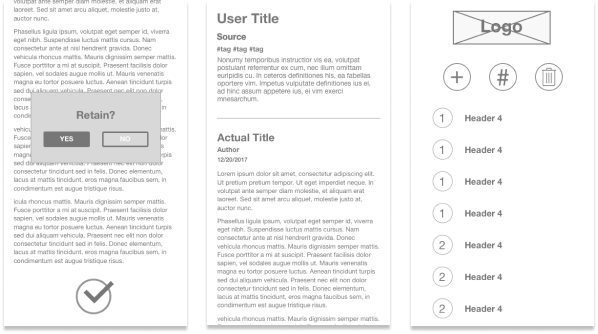 volutpat ante semper diam molestie, et aliquam erat
laoreet. Sed sit amet arcu aliquet, molestie justo at,
auctor nunc.
Phasellus ligula ipsum, volutpat eget semper id, viverra
eget nibh. Suspendisse luctus mattis cursus. Nam
consectetur ante at nisl hendrerit gravida. Donec
vehicula rhoncus mattis. Mauris dignissim semper mattis.
Fusce porttitor a mi at suscipit. Praesent facilisis dolor
sapien, vel sodales augue mollis ut. Mauris venenatis
magna eu tortor posuere luctus. Aenean tincidunt turpis
sed dui aliquam vehicula. Praesent nec elit non dolor
lacus
condi
Retain?
YES
NO
vehicu
mattis.
Fusce
sapien
magna
turpis
sed dui aliquam vehicula. Praesent nec elit non dolor
consectetur tincidunt sed in felis. Donec elementum,
lacus at mattis tincidunt, eros magna faucibus sem, in
condimentum est augue tristique risus.
icula rhoncus mattis. Mauris dignissim semper mattis.
Fusce porttitor a mi at suscipit. Praesent facilisis dolor
sapien, vel sodales augue mollis ut. Mauris venenatis
magna eu tortor posuere luctus. Aenean tincidunt turpis
sed dui aliquam vehicula. Praesent nec elit non dolor
consectetur tincidunt sed in felis. Donec elementum,
lacus at mattis tincidunt, eros magna faucibus sem, in
condimentum est augue tristique risus.
User Title
Source
#tag #tag #tag
Nonumy temporibus instructior vis ea, volutpat
postulant referrentur ex cum, nec illum omittam
euripidis cu. In ceteros definitiones his, ea fabellas
oportere vim. Impetus vulputate definitiones ius ei,
ad hinc assum appetere ius, ei vim exerci
mnesarchum.
Actual Title
Author
12/20/2017
Lorem ipsum dolor sit amet, consectetur adipiscing elit.
Ut pretium pretium tempor. Ut eget imperdiet neque. In
volutpat ante semper diam molestie, et aliquam erat
laoreet. Sed sit amet arcu aliquet, molestie justo at,
auctor nunc.
Phasellus ligula ipsum, volutpat eget semper id, viverra
eget nibh. Suspendisse luctus mattis cursus. Nam
consectetur ante at nisl hendrerit gravida. Donec
vehicula rhoncus mattis. Mauris dignissim semper mattis.
Fusce porttitor a mi at suscipit. Praesent facilisis dolor
sapien, vel sodales augue mollis ut. Mauris venenatis
magna eu tortor posuere luctus. Aenean tincidunt turpis
sed dui aliquam vehicula. Praesent nec elit non dolor
consectetur tincidunt sed in felis. Donec elementum,
lacus at mattis tincidunt, eros magna faucibus sem, in
condimentum est augue tristique risus.
vehicula rhoncus mattis. Mauris dignissim semper mattis.
Fusce porttitor a mi at suscipit. Praesent facilisis dolor
Logo
+ #
1 Header 4
1 Header 4
1 Header 4
1 Header 4
2 Header 4
2 Header 4
2 Header 4